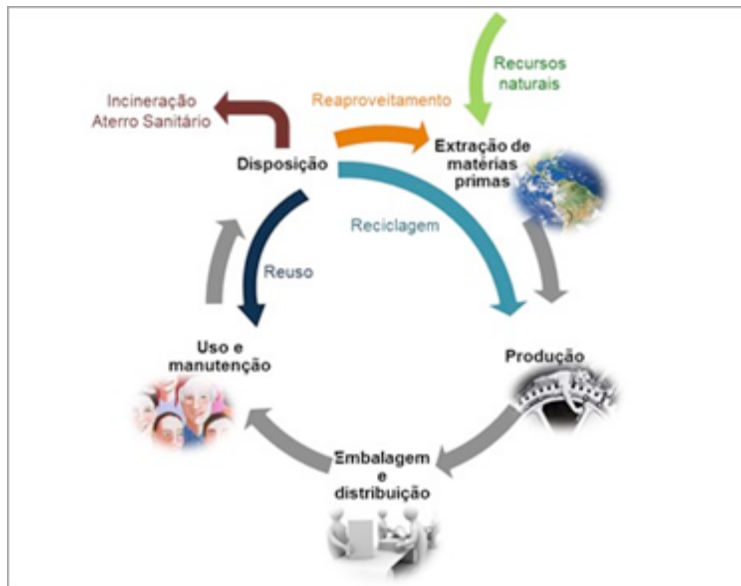 Recursos
naturais
Incineração
Aterro Sanitário
Reaproveitamento
Disposição
Extração de
matérias
primas
Reciclagem
Reuso
Uso e
manutenção
Produção
Embalagem
e
distribuição